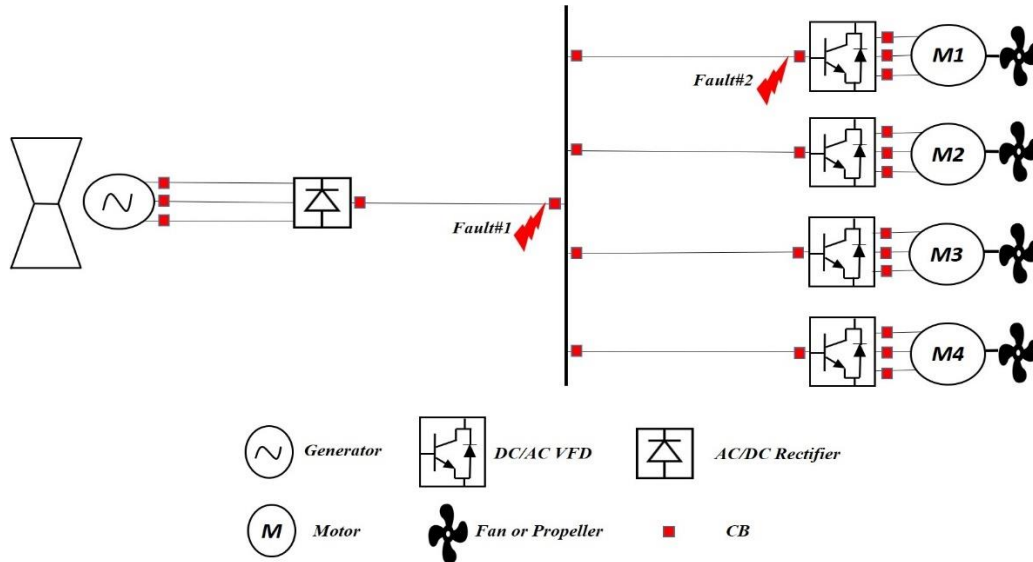 Fault#2
M1
M2
Fault#1
M3
M4
Generator
DC/AC VFD
AC/DC Rectifier
M
Motor
Fan or Propeller
CB